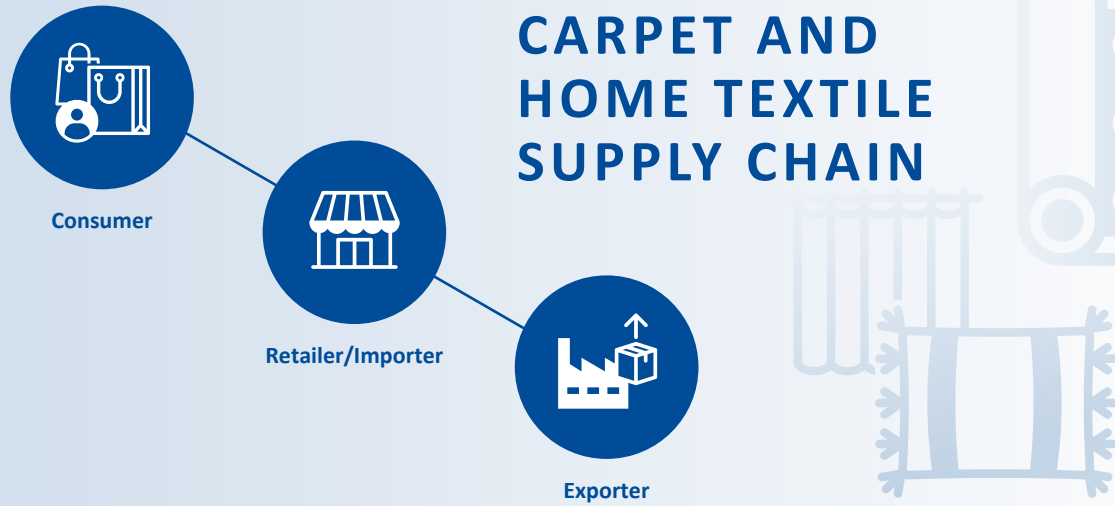 CARPET AND
HOME TEXTILE
SUPPLY CHAIN
Consumer
Retailer/Importer
Exporter